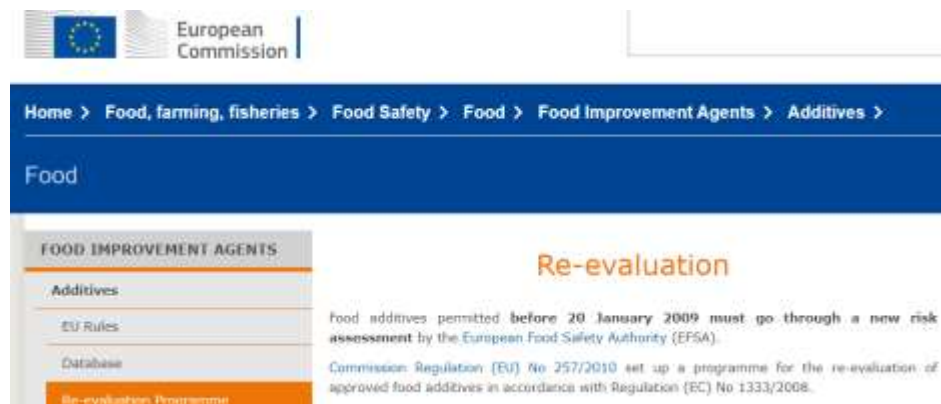 European
Commission
Home > Food, farming, fisheries > Food Safety > Food > Food Improvement Agents > Additives >
Food
FOOD IMPROVEMENT AGENTS
Additives
EU Rules
Database
Re-evaluation Programme
Re-evaluation
Food additives permitted before 20 January 2009 must go through a new risk
assessment by the European Food Safety Authority (EFSA).
Commission Regulation (EU) No 257/2010 set up a programme for the re-evaluation of
approved food additives in accordance with Regulation (EC) No 1333/2008.